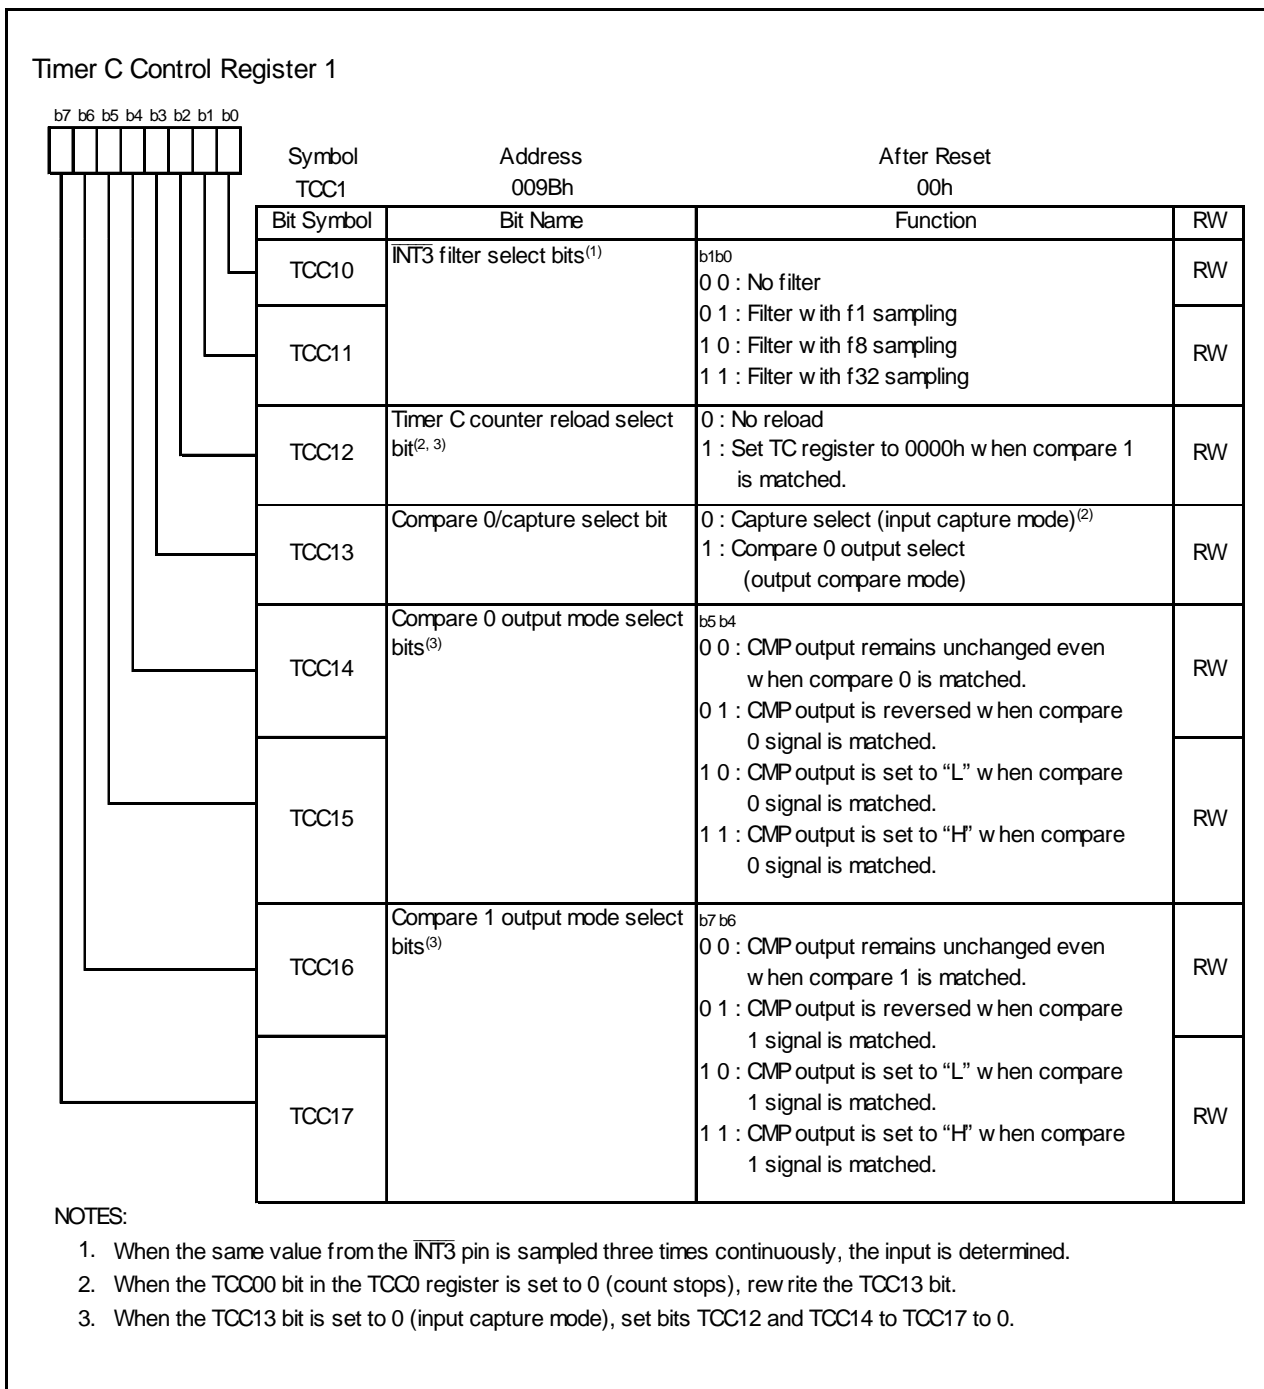 Timer C Control Register 1
b7 b6 b5 b4 b3 b2 b1 b0
Symbol Address After Reset
TCC1 009Bh 00h
Bit Symbol Bit Name Function RW
TCC10 INT3 filter select bits(1) b1b0 RW
0 0 : No filter
0 1 : Filter with f1 sampling
TCC11 1 0 : Filter with f8 sampling RW
1 1 : Filter with f32 sampling
Timer C counter reload select 0 : No reload
TCC12 bit(2, 3) 1 : Set TC register to 0000h when compare 1 RW
is matched.
Compare 0/capture select bit 0 : Capture select (input capture mode)(2)
TCC13 1 : Compare 0 output select RW
(output compare mode)
Compare 0 output mode select b5 b4
bits(3) 0 0 : CMP output remains unchanged even
TCC14 when compare 0 is matched. RW
0 1 : CMP output is reversed when compare
0 signal is matched.
1 0 : CMP output is set to “L” when compare
0 signal is matched.
TCC15 1 1 : CMP output is set to “H” when compare RW
0 signal is matched.
Compare 1 output mode select b7 b6
bits(3) 0 0 : CMP output remains unchanged even
TCC16 when compare 1 is matched. RW
0 1 : CMP output is reversed when compare
1 signal is matched.
1 0 : CMP output is set to “L” when compare
1 signal is matched.
TCC17 1 1 : CMP output is set to “H” when compare RW
1 signal is matched.
NOTES:
1. When the same value from the INT3 pin is sampled three times continuously, the input is determined.
2. When the TCC00 bit in the TCC0 register is set to 0 (count stops), rewrite the TCC13 bit.
3. When the TCC13 bit is set to 0 (input capture mode), set bits TCC12 and TCC14 to TCC17 to 0.